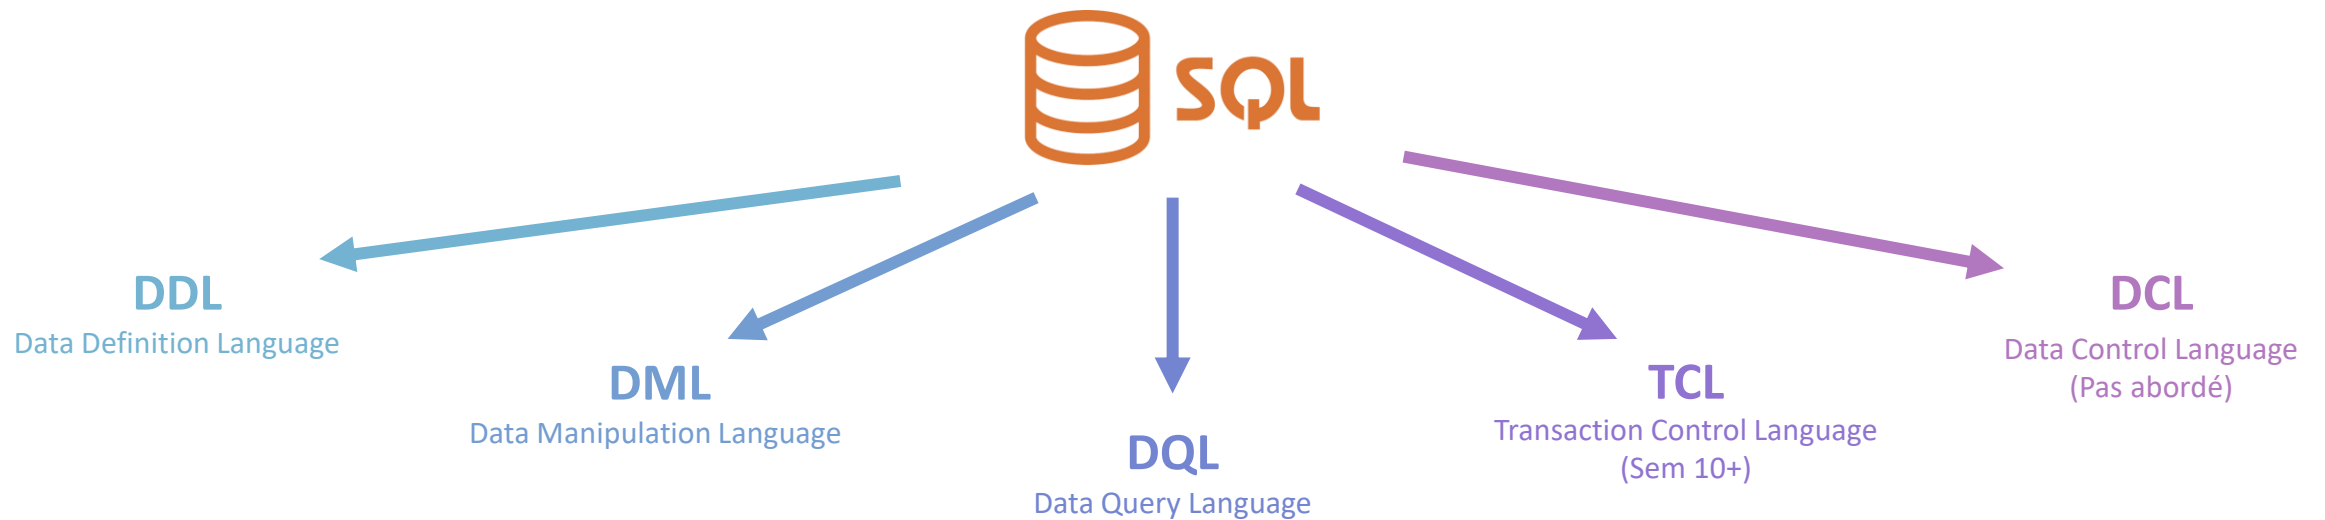 SQL
DDL
Data Definition Language
DML
Data Manipulation Language
DQL
Data Query Language
TCL
Transaction Control Language
(Sem 10+)
DCL
Data Control Language
(Pas abordé)